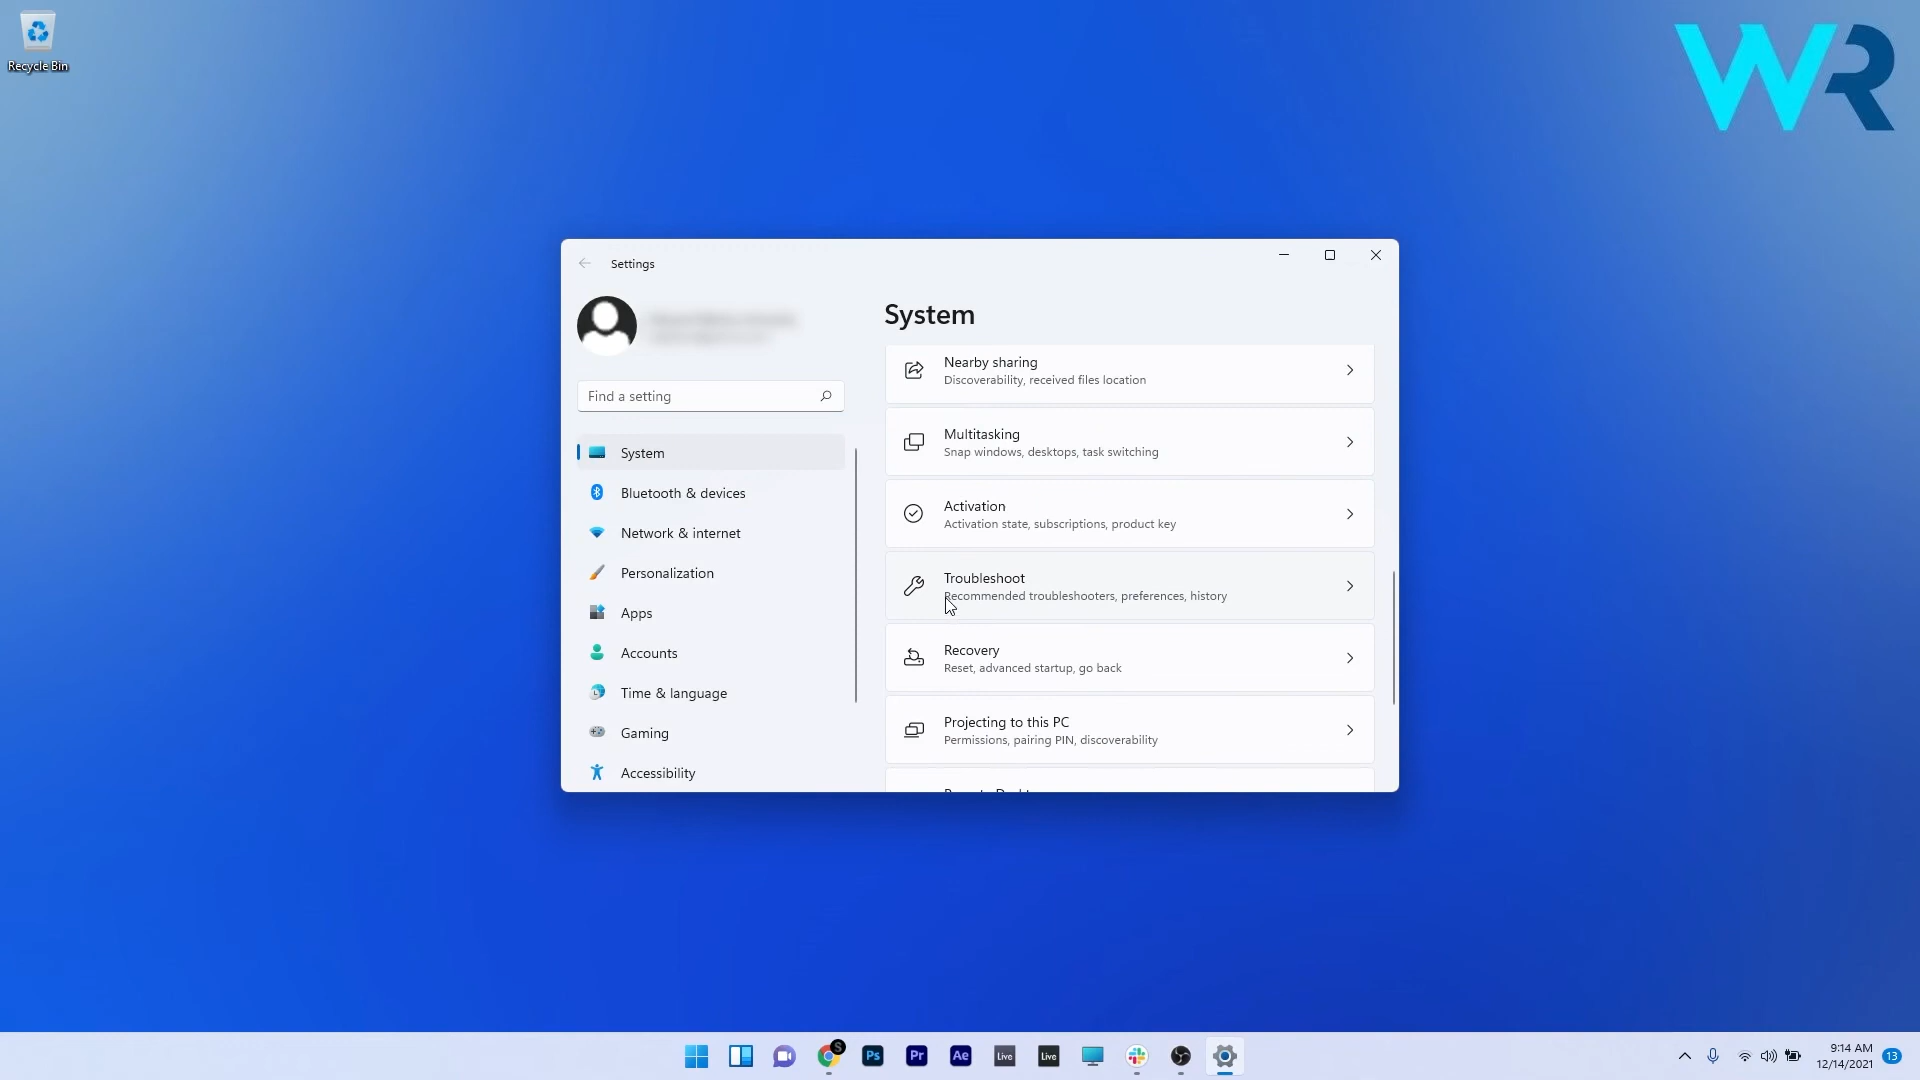 Recycle Bin
WR
Settings
System
Find a setting
Nearby sharing
Discoverability, received files location
System
Multitasking
Snap windows, desktops, task switching
Bluetooth & devices
Activation
Activation state, subscriptions, product key
Network & internet
Personalization
Troubleshoot
Recommended troubleshooters, preferences, history
Apps
Accounts
Recovery
Reset, advanced startup, go back
Time & language
Gaming
Projecting to this PC
Permissions, pairing PIN, discoverability
Accessibility
S
Ps
Pr
Ae
Live
Live
9:14 AM
12/14/2021
13